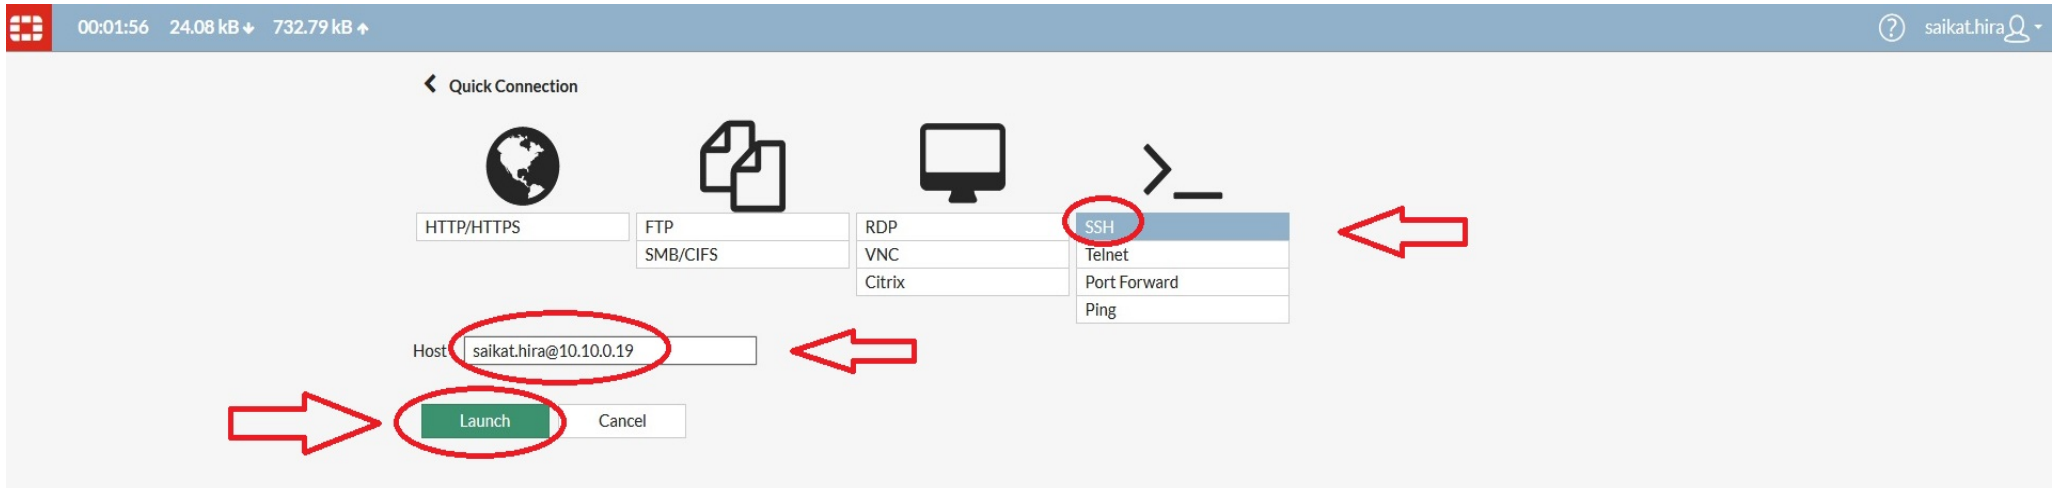 00:01:56 24.08 kB 732.79 kB
saikat.hira
Quick Connection
HTTP/HTTPS FTP RDP SSH
SMB/CIFS VNC Telnet
Citrix Port Forward
Ping
Host saikat.hira@10.10.0.19
Launch Cancel